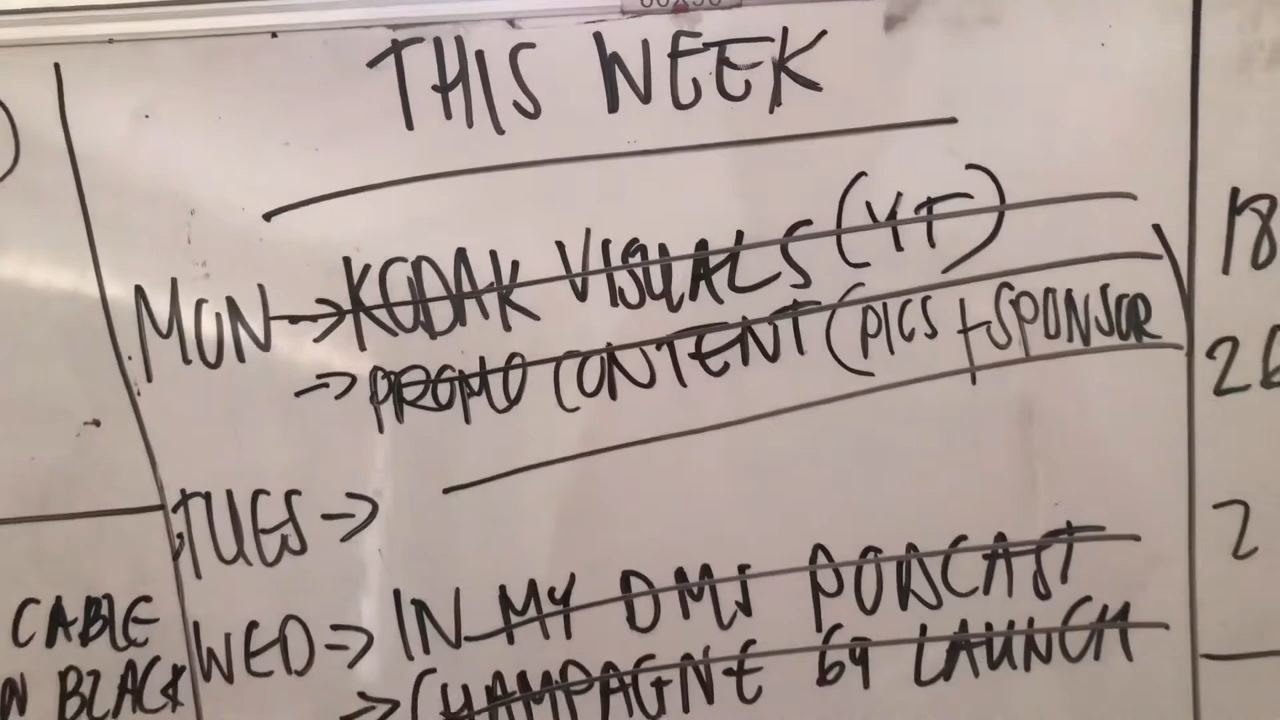 THIS WEEK
MON → KODAK VISUALS (YT)
→ PROMO CONTENT (PICS + SPONSOR
TUES →
WED → IN MY DMS PODCAST
→ CHAMPAGNE 69 LAUNCH
CABLE
BLACK
18
2